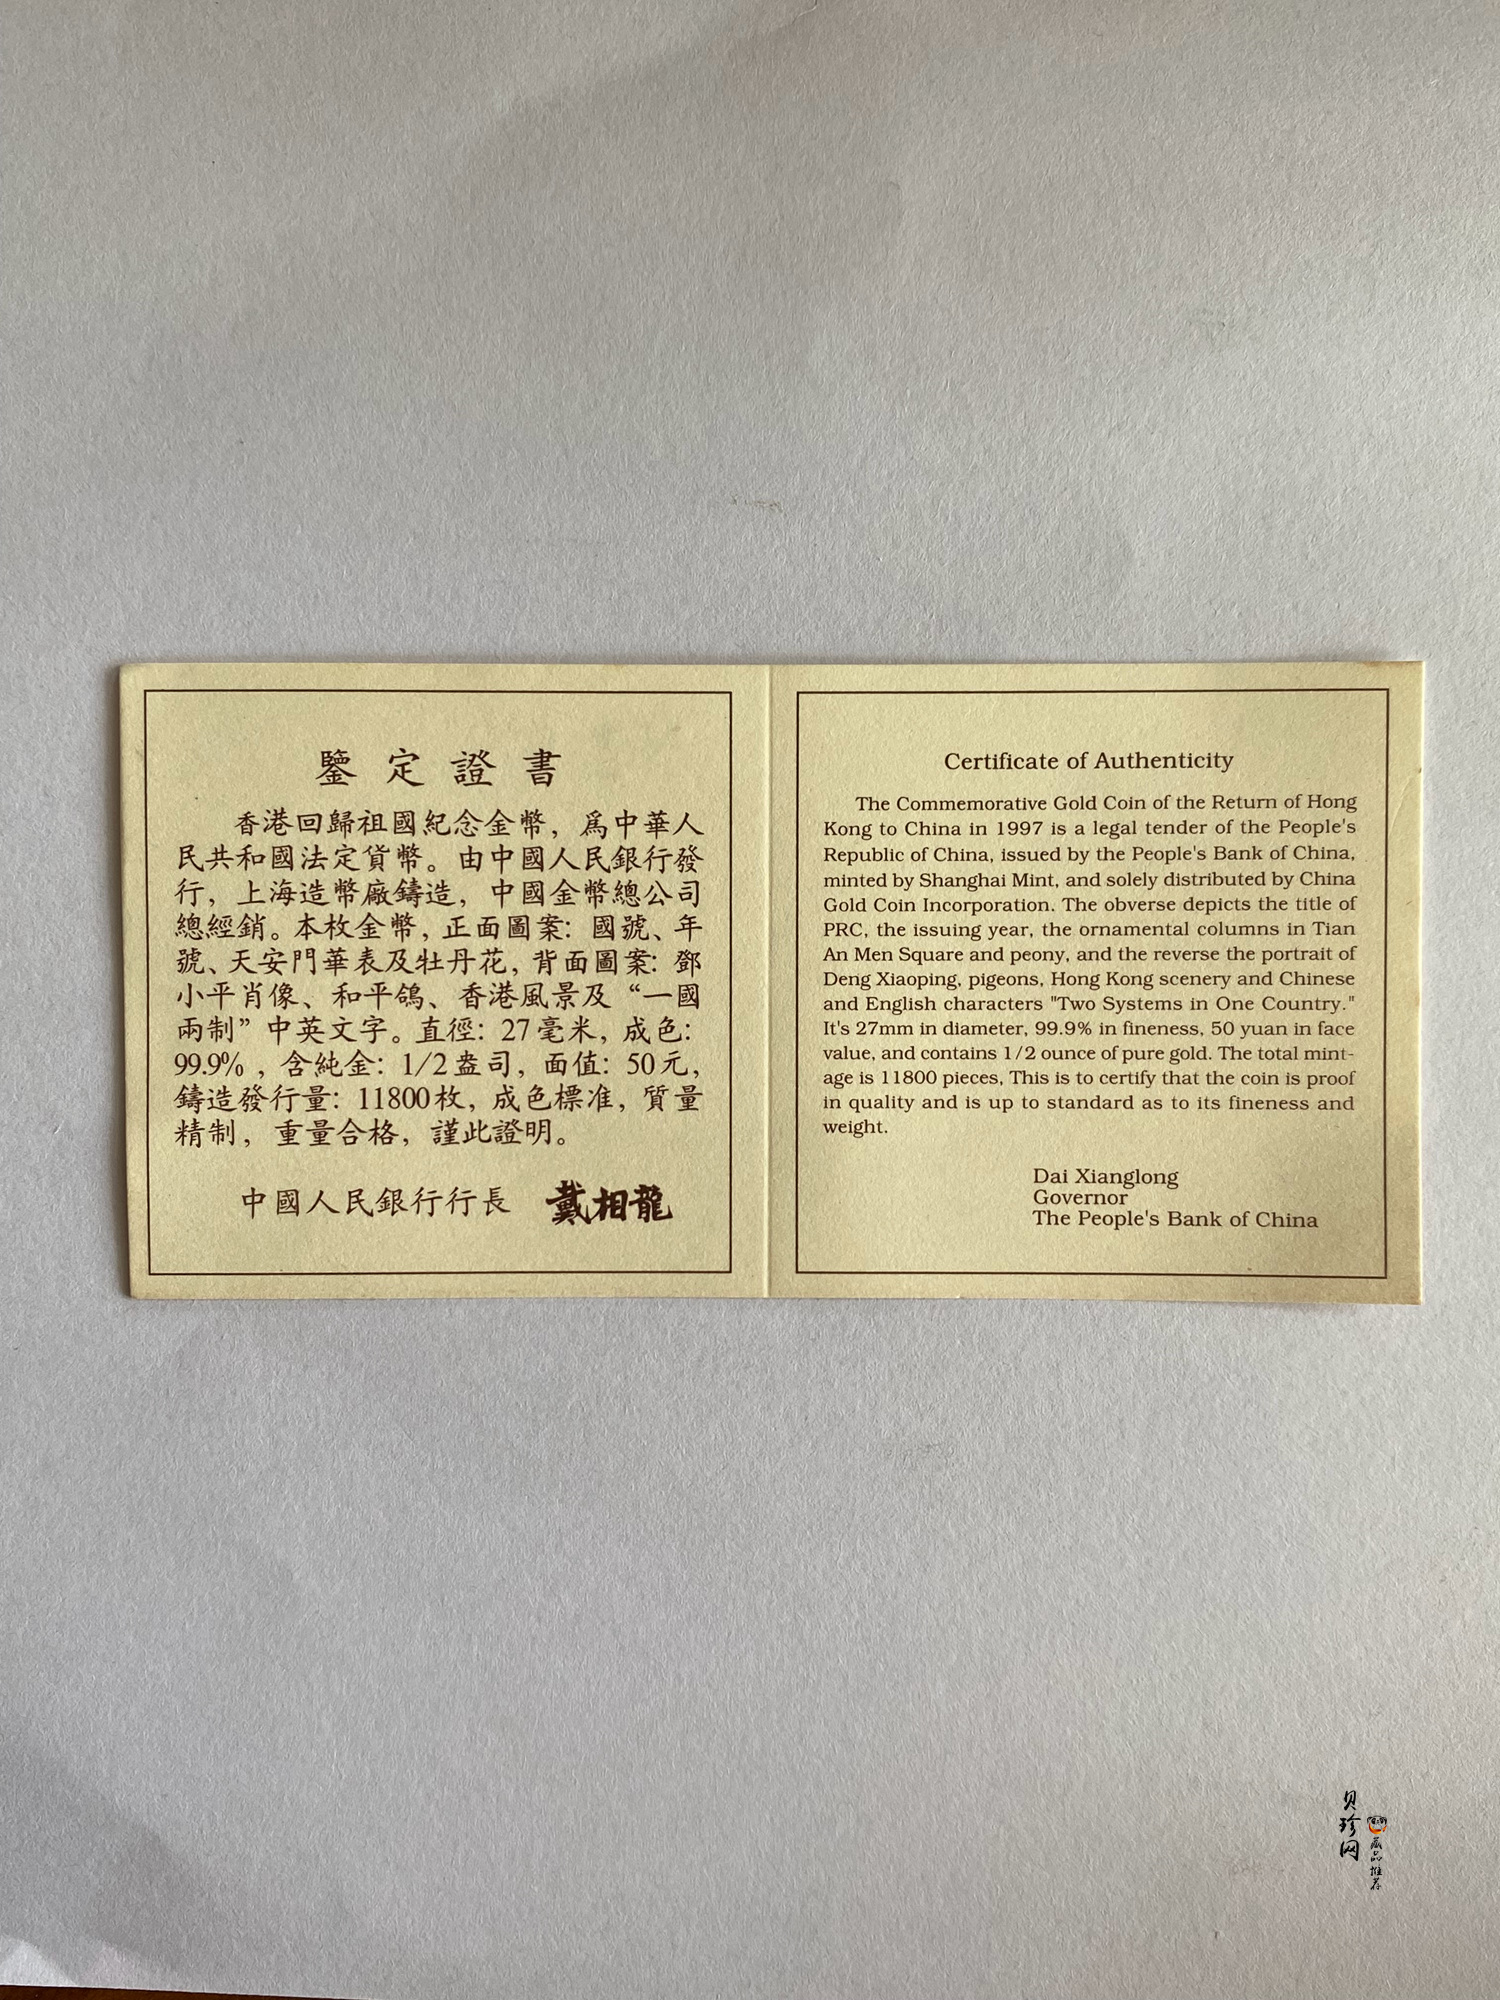 鑒定證書
香港回歸祖國紀念金幣，爲中華人
民共和國法定貨幣。由中國人民銀行發
行，上海造幣廠鑄造，中國金幣總公司
總經銷。本枚金幣，正面圖案：國號、年
號、天安門華表及牡丹花，背面圖案：鄧
小平肖像、和平鴿、香港風景及“一國
兩制”中英文字。直徑：27毫米，成色：
99.9%，含純金：1/2盎司，面值：50元，
鑄造發行量：11800枚，成色標准，質量
精制，重量合格，謹此證明。
中國人民銀行行長 戴相龍
Certificate of Authenticity
The Commemorative Gold Coin of the Return of Hong
Kong to China in 1997 is a legal tender of the People's
Republic of China, issued by the People's Bank of China,
minted by Shanghai Mint, and solely distributed by China
Gold Coin Incorporation. The obverse depicts the title of
PRC, the issuing year, the ornamental columns in Tian
An Men Square and peony, and the reverse the portrait of
Deng Xiaoping, pigeons, Hong Kong scenery and Chinese
and English characters "Two Systems in One Country."
It's 27mm in diameter, 99.9% in fineness, 50 yuan in face
value, and contains 1/2 ounce of pure gold. The total mint-
age is 11800 pieces, This is to certify that the coin is proof
in quality and is up to standard as to its fineness and
weight.
Dai Xianglong
Governor
The People's Bank of China
贝珍网
藏品推荐